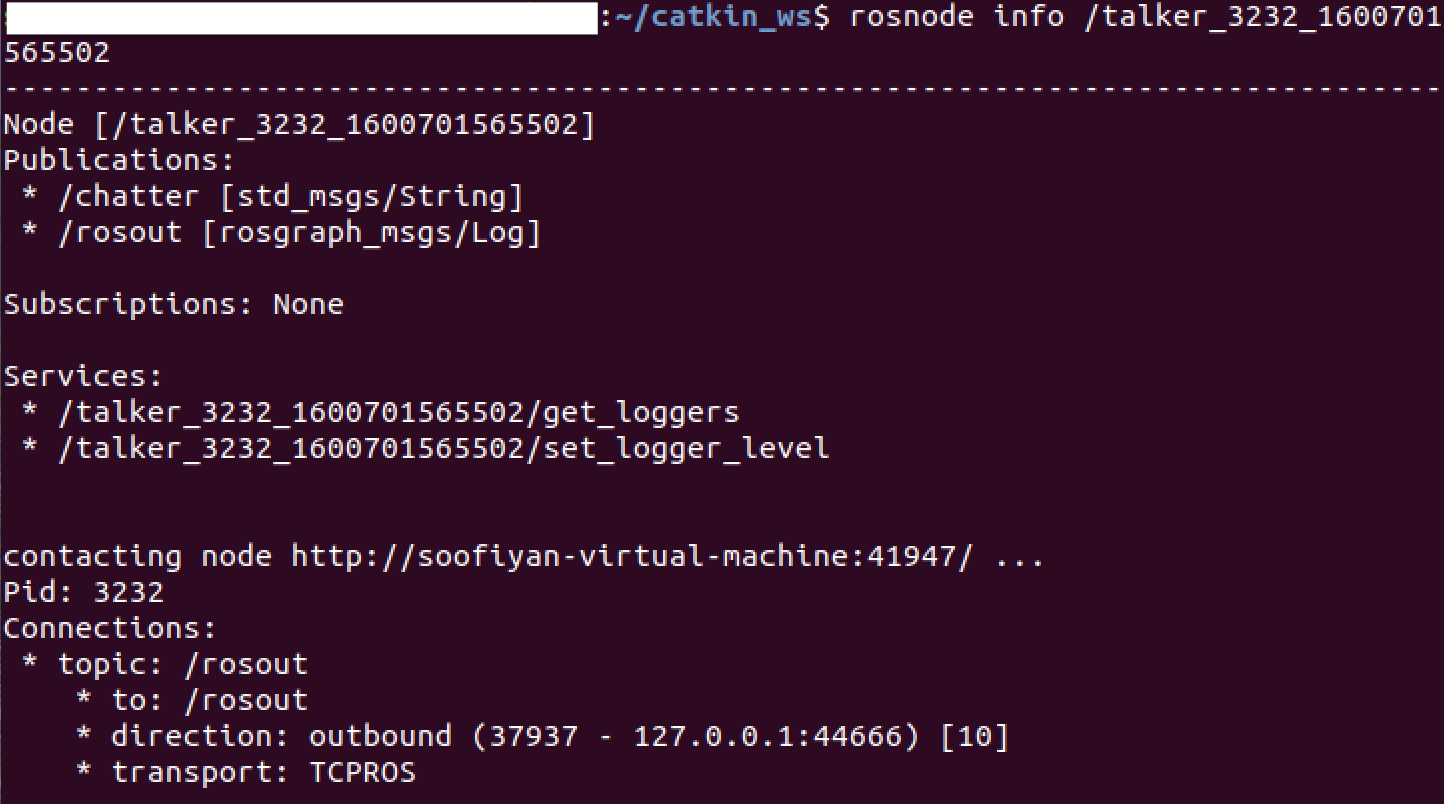 :~/catkin_ws$ rosnode info /talker_3232_1600701
565502
--------------------------------------------------------------------------------
Node [/talker_3232_1600701565502]
Publications:
 * /chatter [std_msgs/String]
 * /rosout [rosgraph_msgs/Log]
Subscriptions: None
Services:
 * /talker_3232_1600701565502/get_loggers
 * /talker_3232_1600701565502/set_logger_level
contacting node http://soofiyan-virtual-machine:41947/ ...
Pid: 3232
Connections:
 * topic: /rosout
    * to: /rosout
    * direction: outbound (37937 - 127.0.0.1:44666) [10]
    * transport: TCPROS